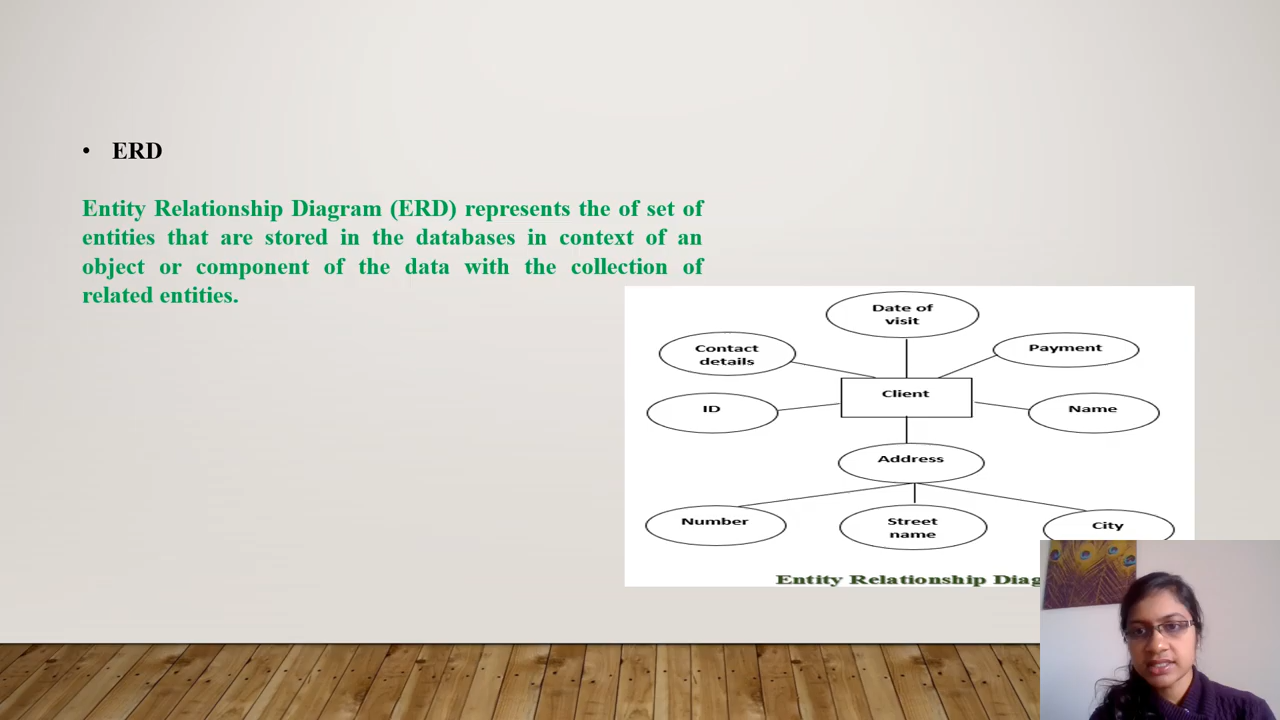 • ERD
Entity Relationship Diagram (ERD) represents the of set of
entities that are stored in the databases in context of an
object or component of the data with the collection of
related entities.
Date of
visit
Contact
details
Payment
Client
ID
Name
Address
Number
Street
name
City
Entity Relationship Diag